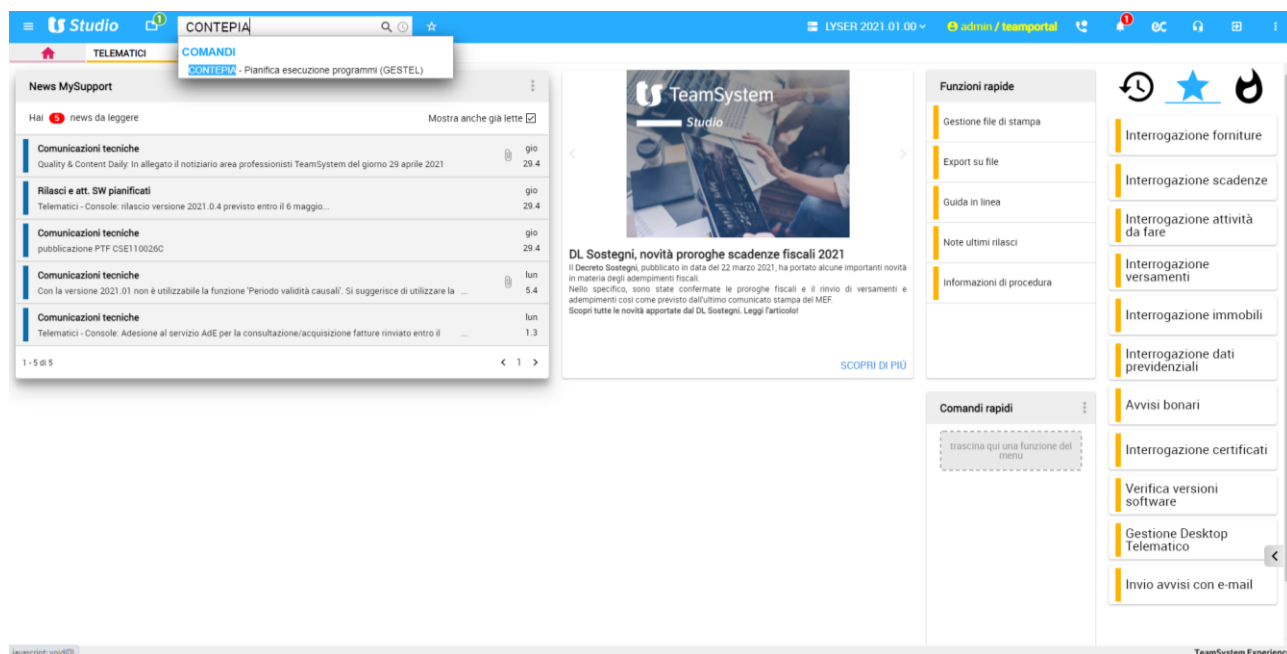 Studio
1
CONTEPIA
LYSER 2021.01.00
admin / teamportal
1
ec
TELEMATICI
COMANDI
CONTEPIA - Pianifica esecuzione programmi (GESTEL)
News MySupport
Hai 5 news da leggere
Mostra anche già lette
Comunicazioni tecniche
gio
Quality & Content Daily: In allegato il notiziario area professionisti TeamSystem del giorno 29 aprile 2021
29.4
Rilasci e att. SW pianificati
gio
Telematici - Console: rilascio versione 2021.0.4 previsto entro il 6 maggio...
29.4
Comunicazioni tecniche
gio
pubblicazione PTF CSE110026C
29.4
Comunicazioni tecniche
lun
Con la versione 2021.01 non è utilizzabile la funzione 'Periodo validità causali'. Si suggerisce di utilizzare la ...
5.4
Comunicazioni tecniche
lun
Telematici - Console: Adesione al servizio AdE per la consultazione/acquisizione fatture rinviato entro il ...
1.3
1 - 5 di 5
1
TeamSystem
Studio
DL Sostegni, novità proroghe scadenze fiscali 2021
Il Decreto Sostegni, pubblicato in data del 22 marzo 2021, ha portato alcune importanti novità
in materia degli adempimenti fiscali.
Nello specifico, sono state confermate le proroghe fiscali e il rinvio di versamenti e
adempimenti così come previsto dall'ultimo comunicato stampa del MEF.
Scopri tutte le novità apportate dal DL Sostegni. Leggi l'articolo!
SCOPRI DI PIÚ
Funzioni rapide
Gestione file di stampa
Export su file
Guida in linea
Note ultimi rilasci
Informazioni di procedura
Comandi rapidi
trascina qui una funzione del
menu
Interrogazione forniture
Interrogazione scadenze
Interrogazione attività
da fare
Interrogazione
versamenti
Interrogazione immobili
Interrogazione dati
previdenziali
Avvisi bonari
Interrogazione certificati
Verifica versioni
software
Gestione Desktop
Telematico
Invio avvisi con e-mail
javascript: void(0)